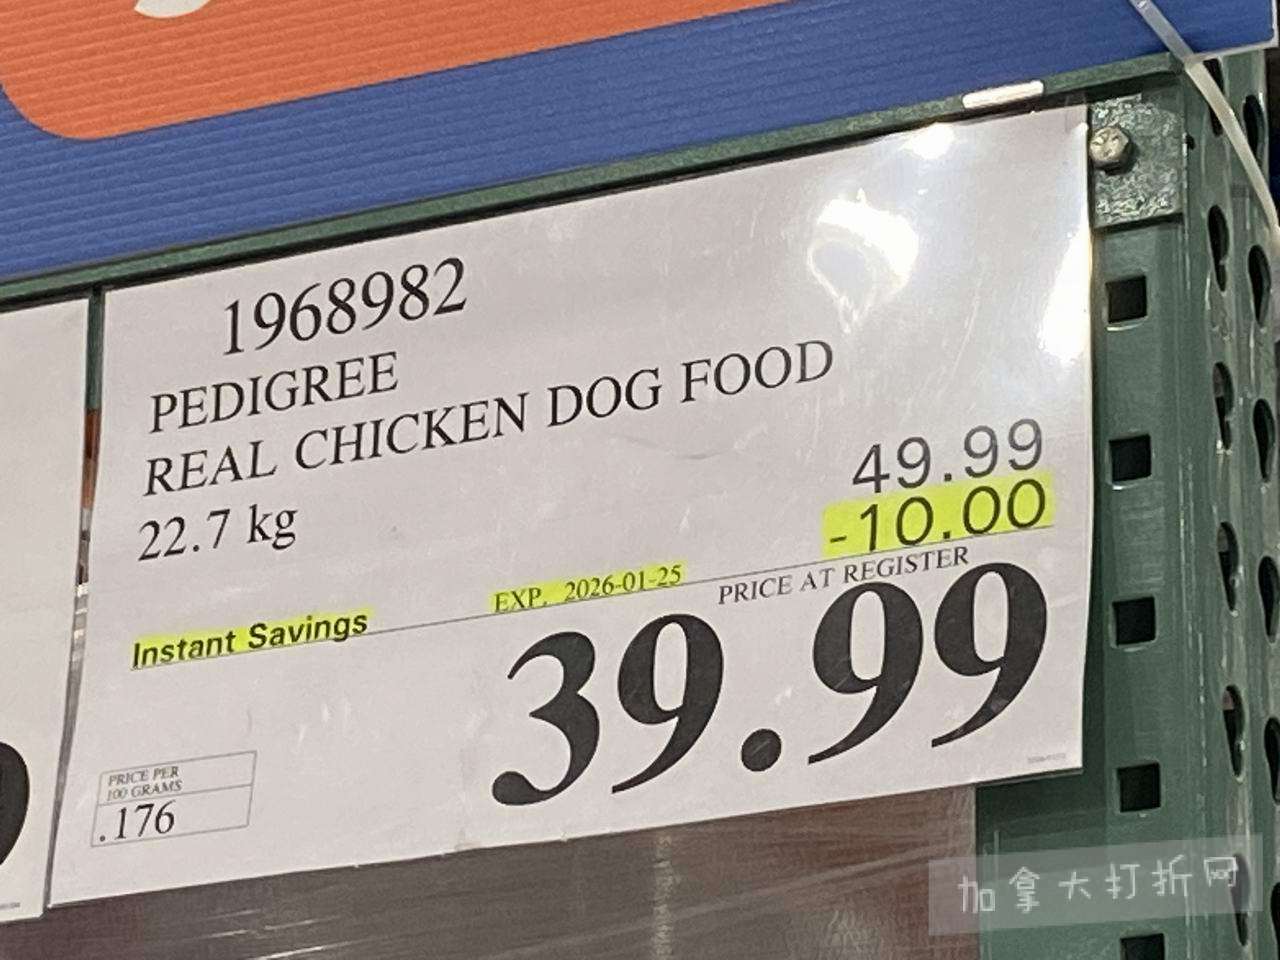 1968982
PEDIGREE
REAL CHICKEN DOG FOOD
22.7 kg
49.99
-10.00
Instant Savings
EXP. 2026-01-25
PRICE AT REGISTER
39.99
PRICE PER
100 GRAMS
.176
加拿大打折网